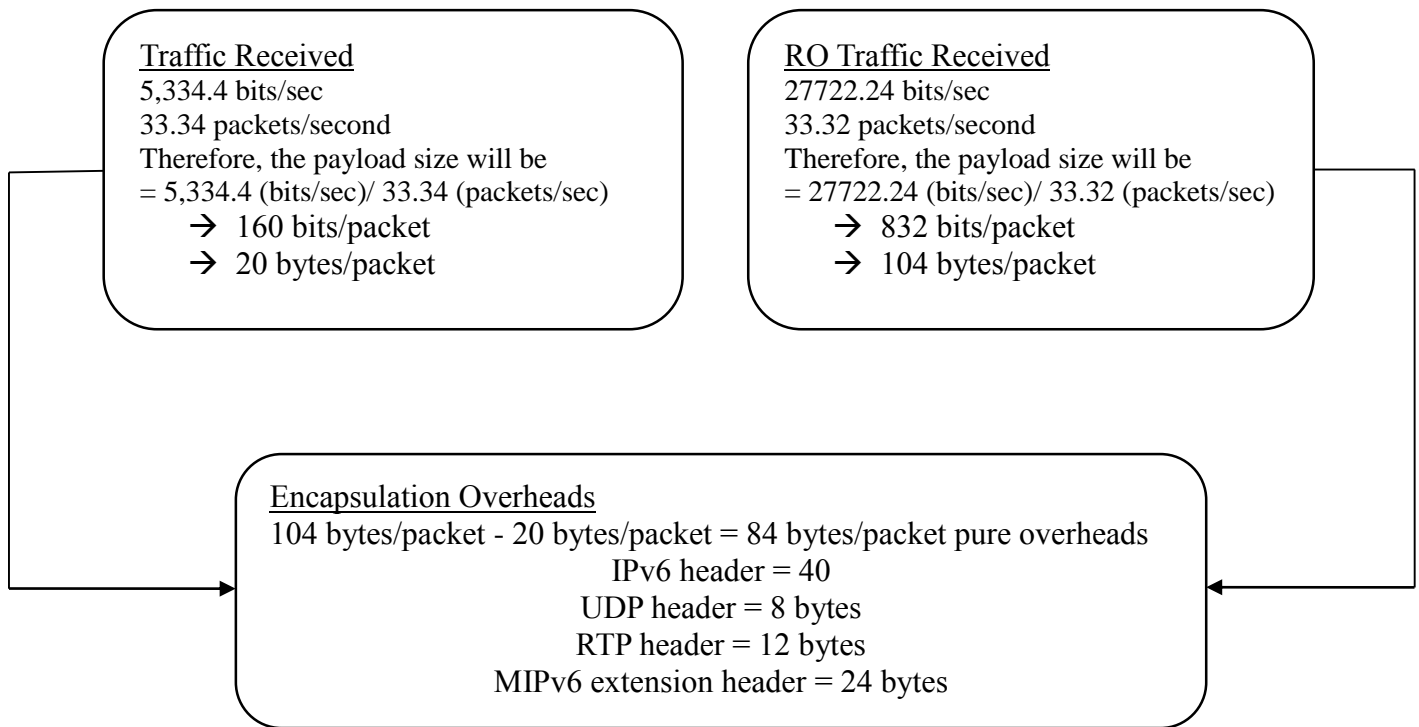 Traffic Received
5,334.4 bits/sec
33.34 packets/second
Therefore, the payload size will be
= 5,334.4 (bits/sec)/ 33.34 (packets/sec)
→ 160 bits/packet
→ 20 bytes/packet
RO Traffic Received
27722.24 bits/sec
33.32 packets/second
Therefore, the payload size will be
= 27722.24 (bits/sec)/ 33.32 (packets/sec)
→ 832 bits/packet
→ 104 bytes/packet
Encapsulation Overheads
104 bytes/packet - 20 bytes/packet = 84 bytes/packet pure overheads
IPv6 header = 40
UDP header = 8 bytes
RTP header = 12 bytes
MIPv6 extension header = 24 bytes